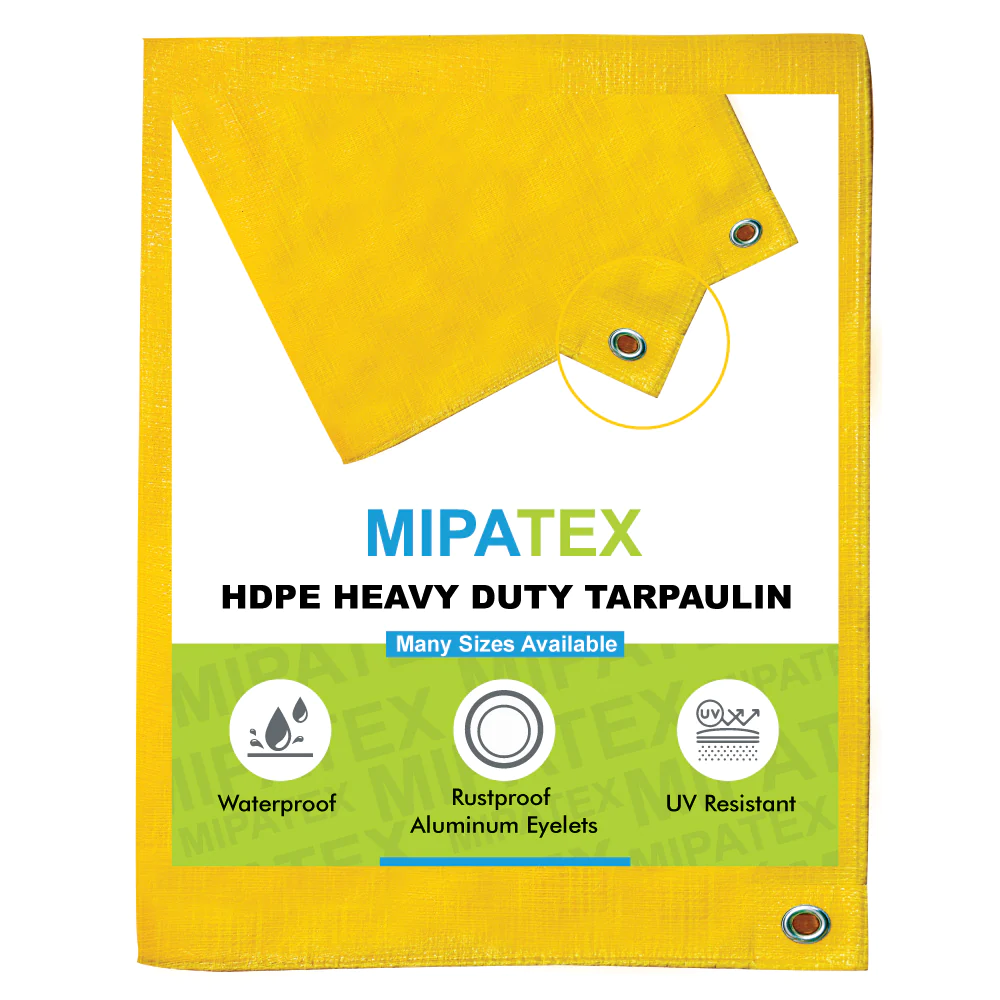 MIPATEX
HDPE HEAVY DUTY TARPAULIN
Many Sizes Available
UV
Waterproof
Rustproof
Aluminum Eyelets
UV Resistant